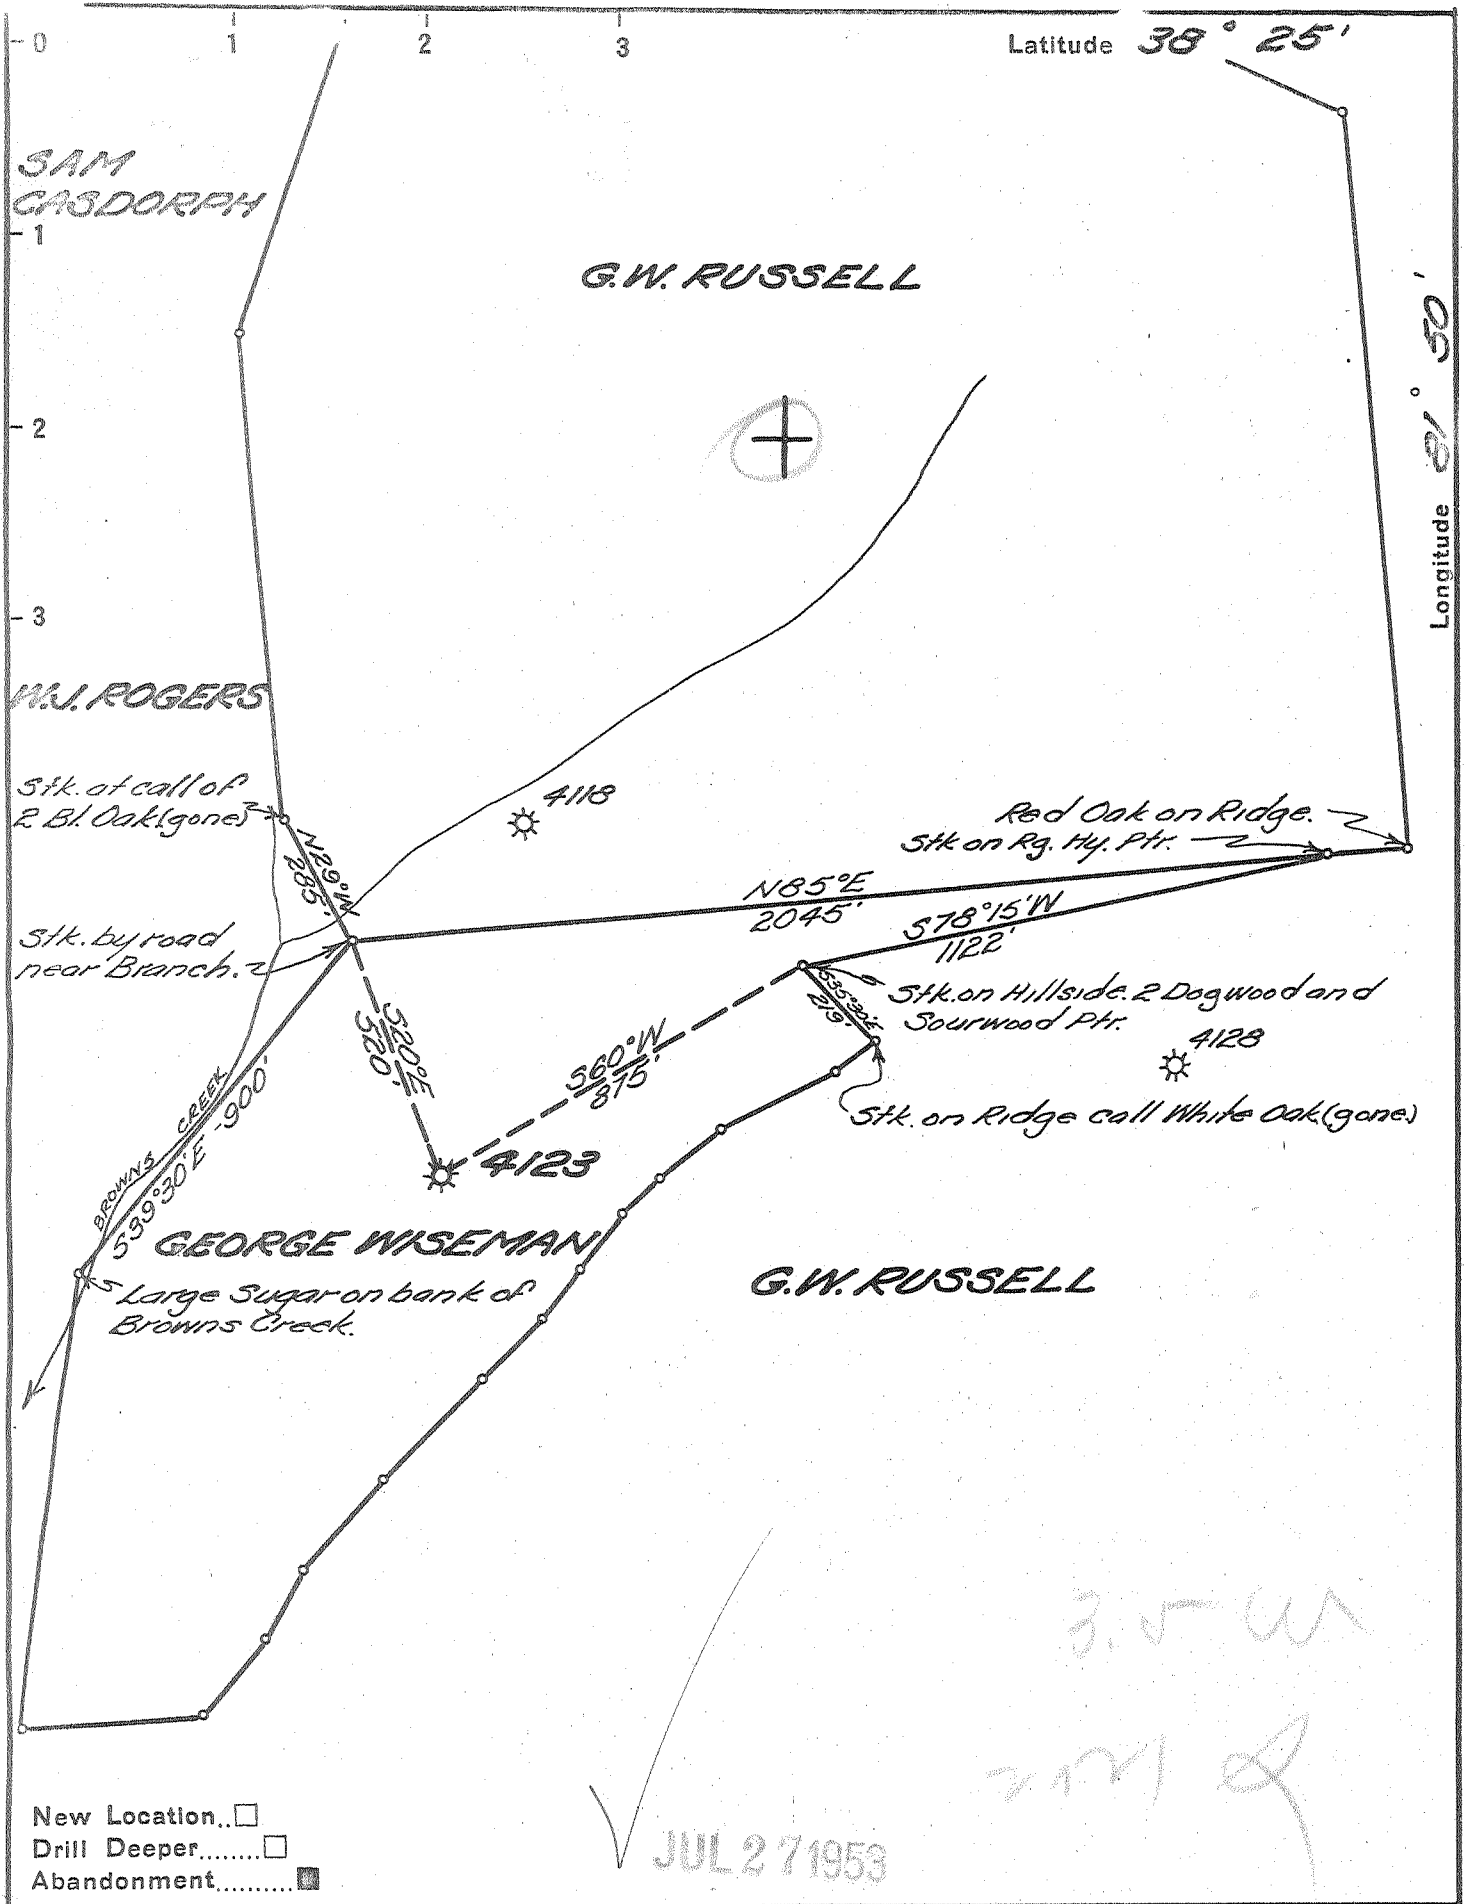 0 1 2 3
Latitude 38° 25'
SAM
CASDORPH
1
G.W. RUSSELL
Longitude 81° 50'
2
3
W.J. ROGERS
Stk. at call of
2 Bl. Oak (gone)
4118
Red Oak on Ridge.
Stk on Rg. Hy. Ptr.
N29°W
285'
N85°E
2045'
S78°15'W
1122'
Stk. by road
near Branch.
S35°30'E
219'
Stk. on Hillside. 2 Dogwood and
Sourwood Ptr.
4128
S20°E
520'
S60°W
875'
Stk. on Ridge call White Oak (gone)
BROWNS CREEK
S39°30'E - 900'
4123
GEORGE WISEMAN
G.W. RUSSELL
Large Sugar on bank of
Browns Creek.
3.5 W
New Location..
Drill Deeper........
Abandonment..........
JUL 27 1953